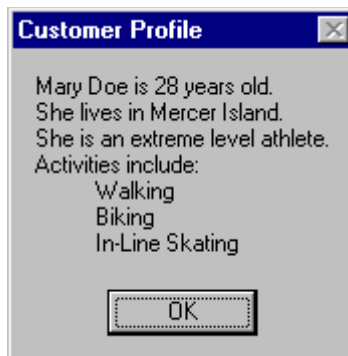 Customer Profile
Mary Doe is 28 years old.
She lives in Mercer Island.
She is an extreme level athlete.
Activities include:
Walking
Biking
In-Line Skating
OK